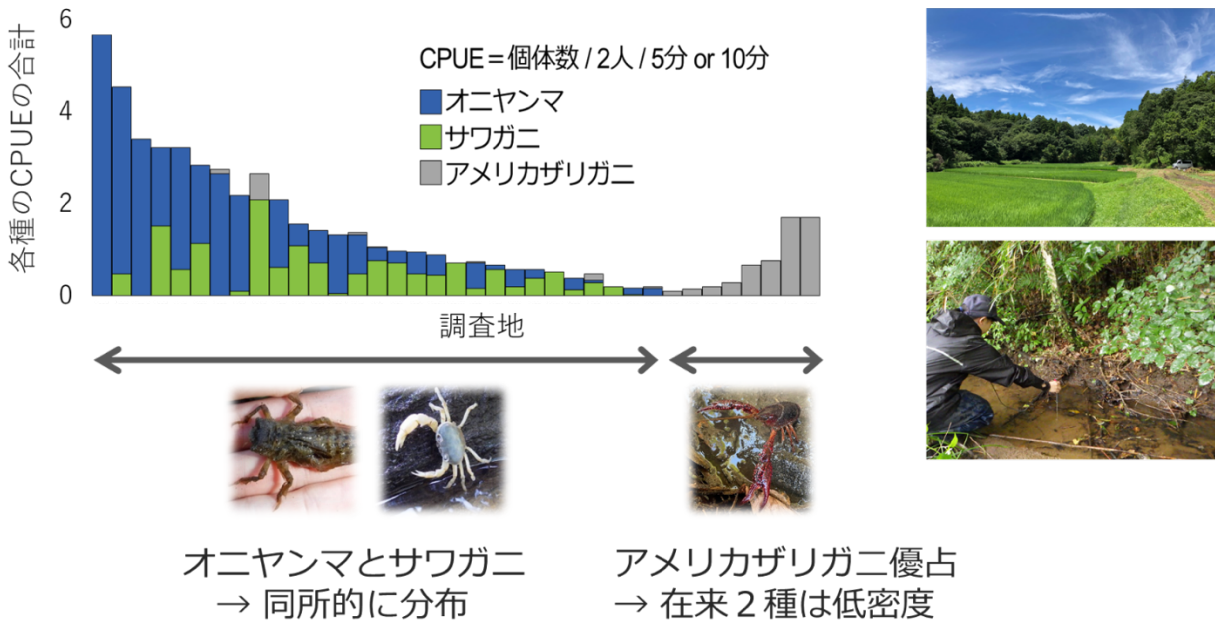 各種のCPUEの合計
6
4
2
0
CPUE＝個体数 / 2人 / 5分 or 10分
オニヤンマ
サワガニ
アメリカザリガニ
調査地
オニヤンマとサワガニ
→ 同所的に分布
アメリカザリガニ優占
→ 在来２種は低密度